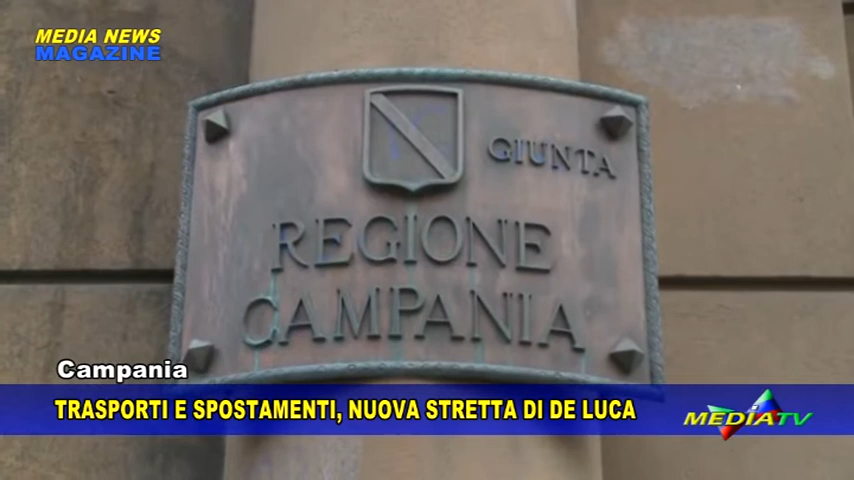 MEDIA NEWS
MAGAZINE
GIUNTA
REGIONE
CAMPANIA
Campania
TRASPORTI E SPOSTAMENTI, NUOVA STRETTA DI DE LUCA
MEDIATV